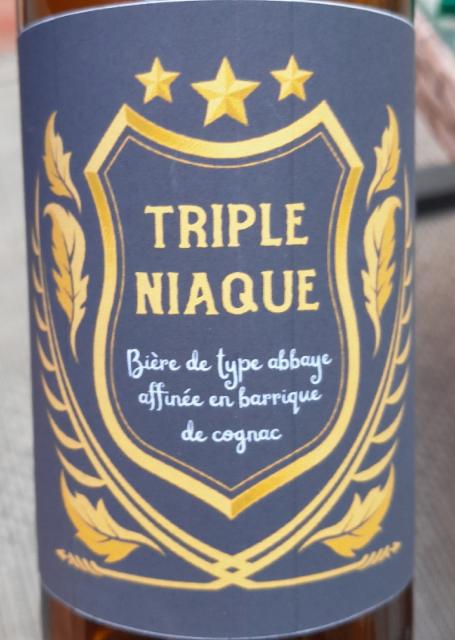 TRIPLE
NIAQUE
Bière de type abbaye
affinée en barrique
de cognac